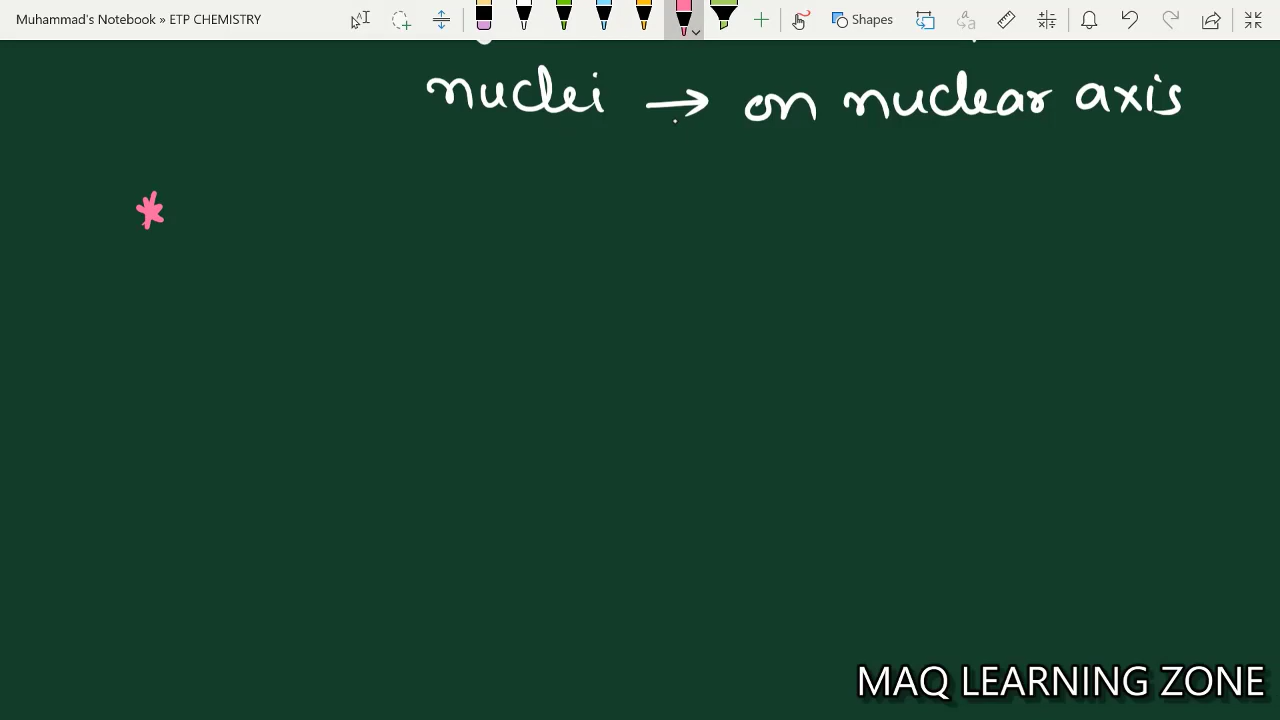 Muhammad's Notebook » ETP CHEMISTRY
Shapes
nuclei → on nuclear axis
*
MAQ LEARNING ZONE